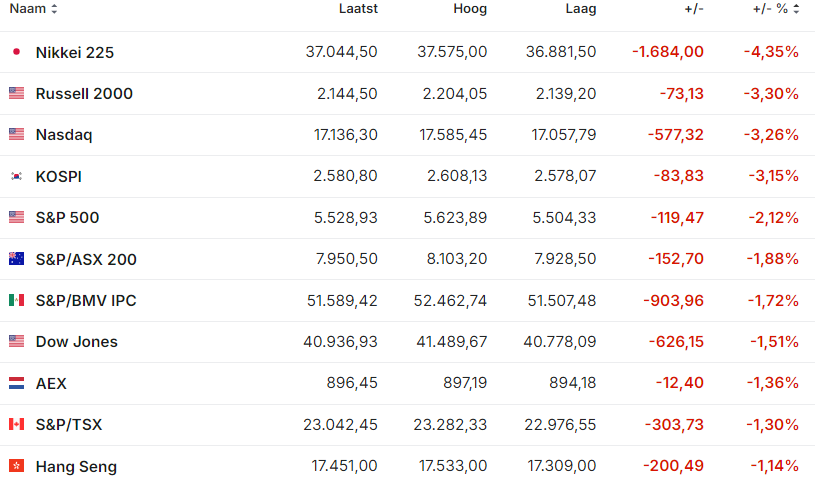 Naam Laatst Hoog Laag +/- +/- %
Nikkei 225 37.044,50 37.575,00 36.881,50 -1.684,00 -4,35%
Russell 2000 2.144,50 2.204,05 2.139,20 -73,13 -3,30%
Nasdaq 17.136,30 17.585,45 17.057,79 -577,32 -3,26%
KOSPI 2.580,80 2.608,13 2.578,07 -83,83 -3,15%
S&P 500 5.528,93 5.623,89 5.504,33 -119,47 -2,12%
S&P/ASX 200 7.950,50 8.103,20 7.928,50 -152,70 -1,88%
S&P/BMV IPC 51.589,42 52.462,74 51.507,48 -903,96 -1,72%
Dow Jones 40.936,93 41.489,67 40.778,09 -626,15 -1,51%
AEX 896,45 897,19 894,18 -12,40 -1,36%
S&P/TSX 23.042,45 23.282,33 22.976,55 -303,73 -1,30%
Hang Seng 17.451,00 17.533,00 17.309,00 -200,49 -1,14%